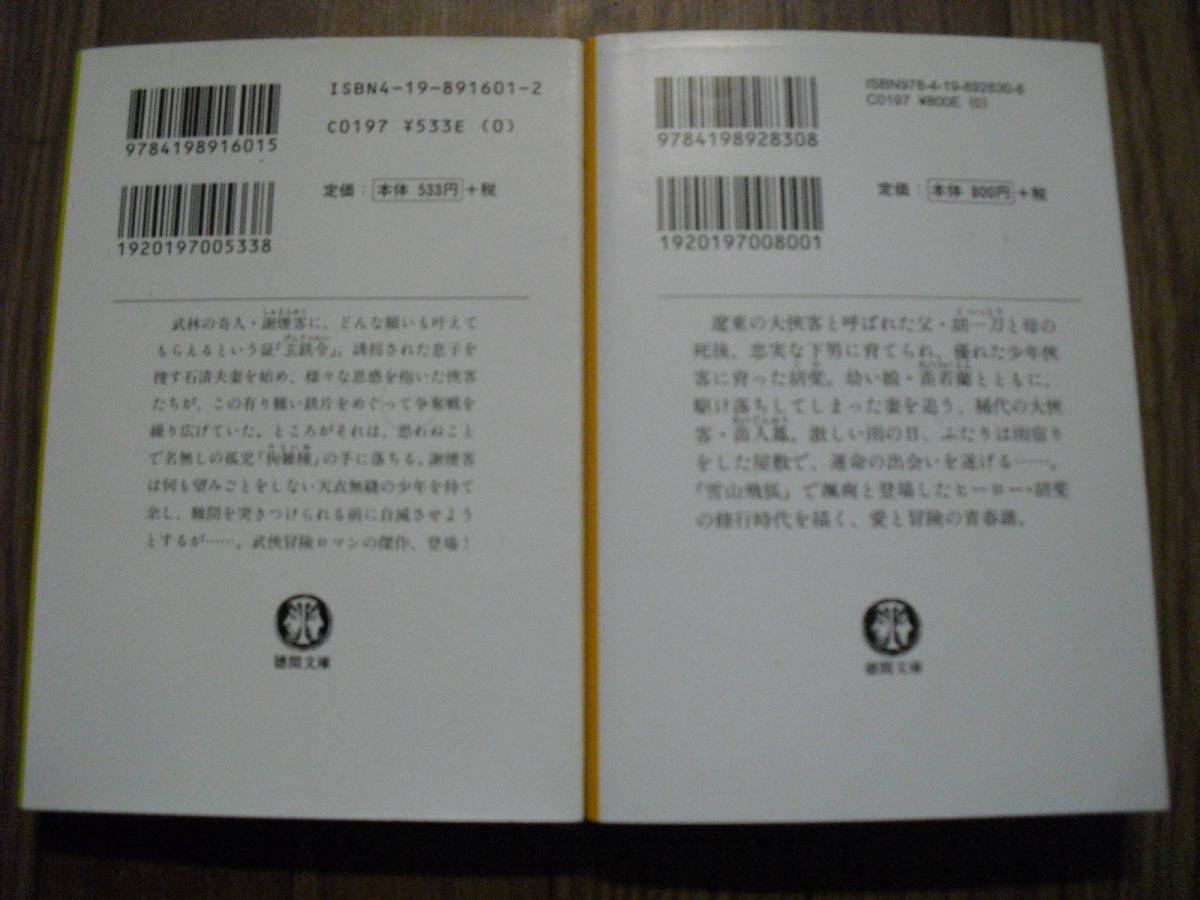 9784198916015
ISBN4-19-891601-2
C0197 ¥533E (0)
1920197005338
定価：本体 533円＋税
武林の奇人・謝煙客に、どんな願いも叶えて
もらえるという証「玄鉄令」。誘拐された息子を
捜す石清夫妻を始め、様々な思惑を抱いた侠客
たちが、この有り難い鉄片をめぐって争奪戦を
繰り広げていた。ところがそれは、思わぬこと
で名無しの孤児「狗雑種」の手に落ちる。謝煙客
は何も望みごとをしない天衣無縫の少年を持て
余し、難関を突きつけられる前に自滅させよう
とするが……。武侠冒険ロマンの傑作、登場！
徳間文庫
9784198928308
ISBN978-4-19-892830-8
C0197 ¥800E (0)
1920197008001
定価：本体 800円＋税
遼東の大侠客と呼ばれた父・胡一刀と母の
死後、忠実な下男に育てられ、優れた少年侠
客に育った胡斐。幼い娘・苗若蘭とともに、
駆け落ちしてしまった妻を追う、稀代の大侠
客・苗人鳳。激しい雨の日、ふたりは雨宿り
をした屋敷で、運命の出会いを遂げる――。
『雪山飛狐』で颯爽と登場したヒーロー・胡斐
の修行時代を描く、愛と冒険の青春譜。
徳間文庫